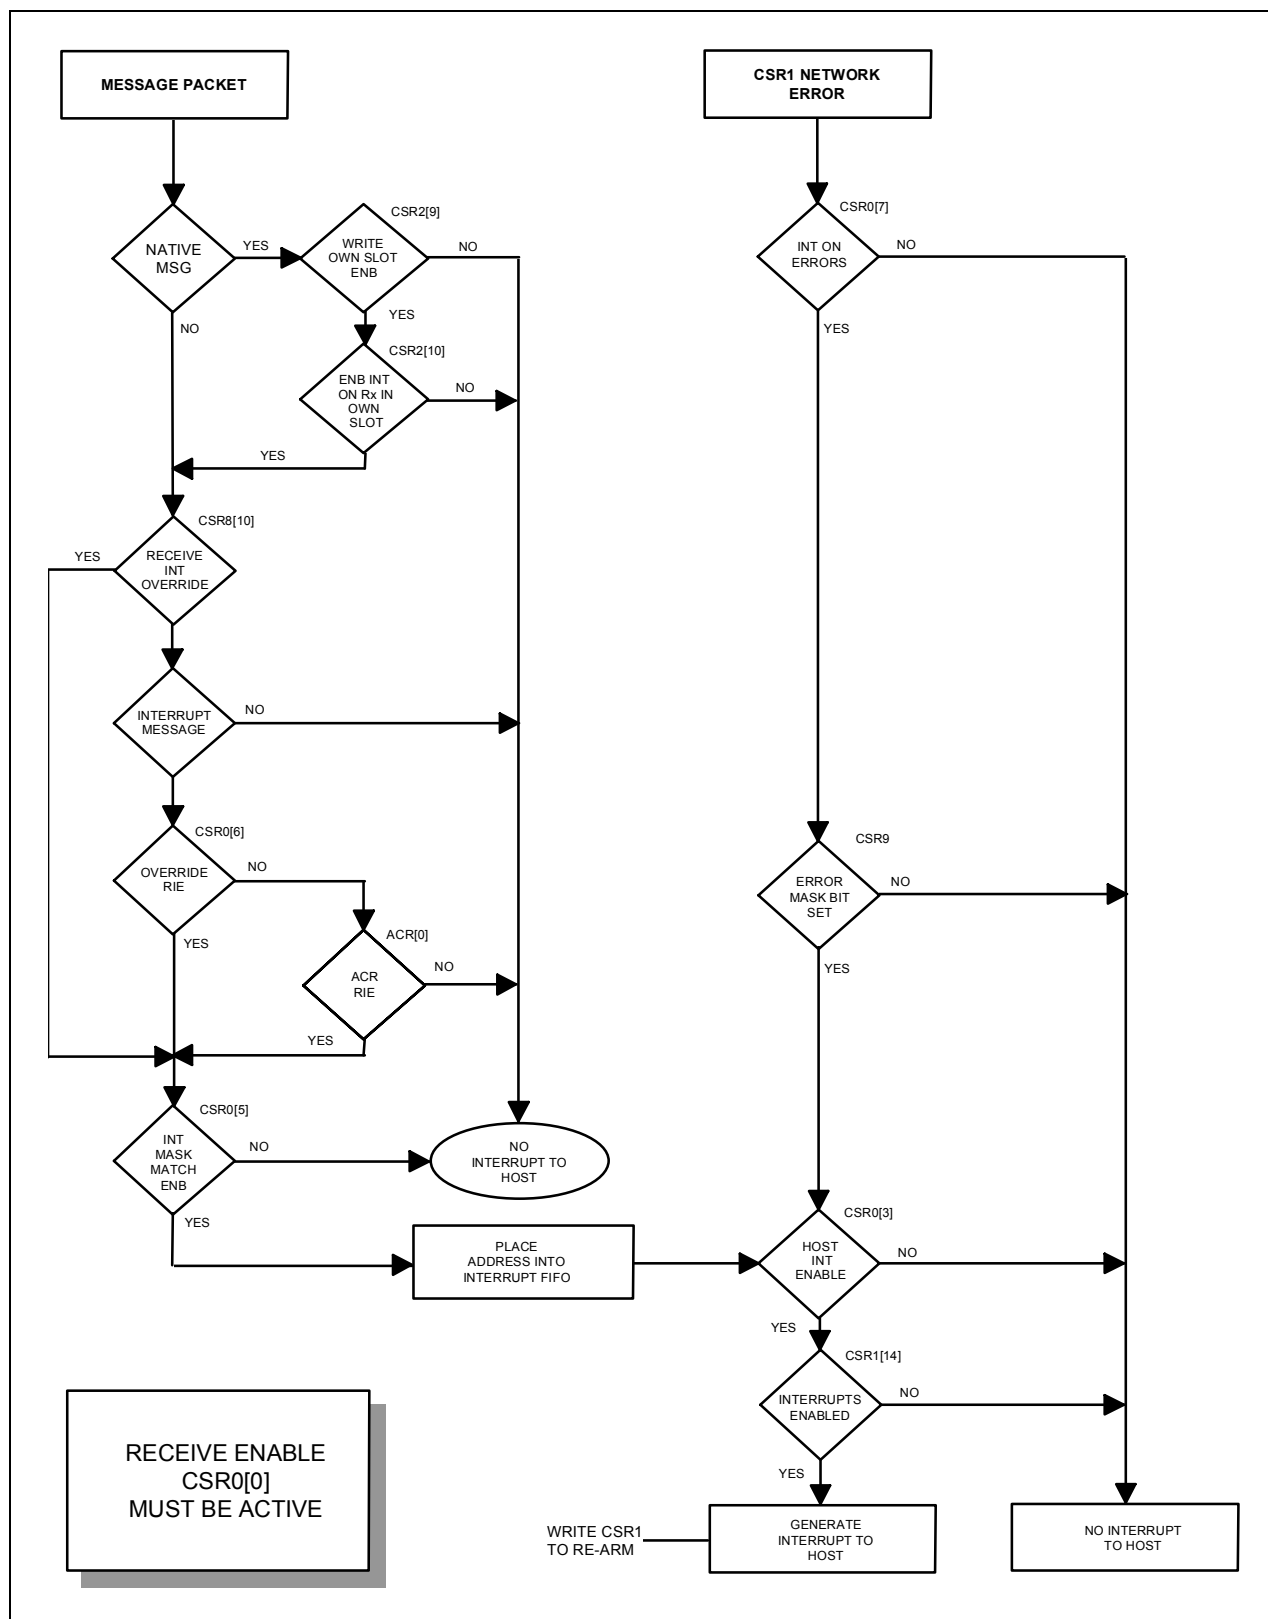 MESSAGE PACKET
CSR1 NETWORK
ERROR
NATIVE
MSG
YES
CSR2[9]
WRITE
OWN SLOT
ENB
NO
CSR0[7]
INT ON
ERRORS
NO
NO
YES
YES
CSR2[10]
ENB INT
ON Rx IN
OWN
SLOT
NO
YES
CSR8[10]
YES
RECEIVE
INT
OVERRIDE
INTERRUPT
MESSAGE
NO
CSR0[6]
OVERRIDE
RIE
NO
YES
CSR9
ERROR
MASK BIT
SET
NO
YES
ACR[0]
ACR
RIE
NO
YES
CSR0[5]
INT
MASK
MATCH
ENB
NO
YES
NO
INTERRUPT TO
HOST
PLACE
ADDRESS INTO
INTERRUPT FIFO
CSR0[3]
HOST
INT
ENABLE
NO
YES
CSR1[14]
INTERRUPTS
ENABLED
NO
YES
RECEIVE ENABLE
CSR0[0]
MUST BE ACTIVE
WRITE CSR1
TO RE-ARM
GENERATE
INTERRUPT TO
HOST
NO INTERRUPT
TO HOST